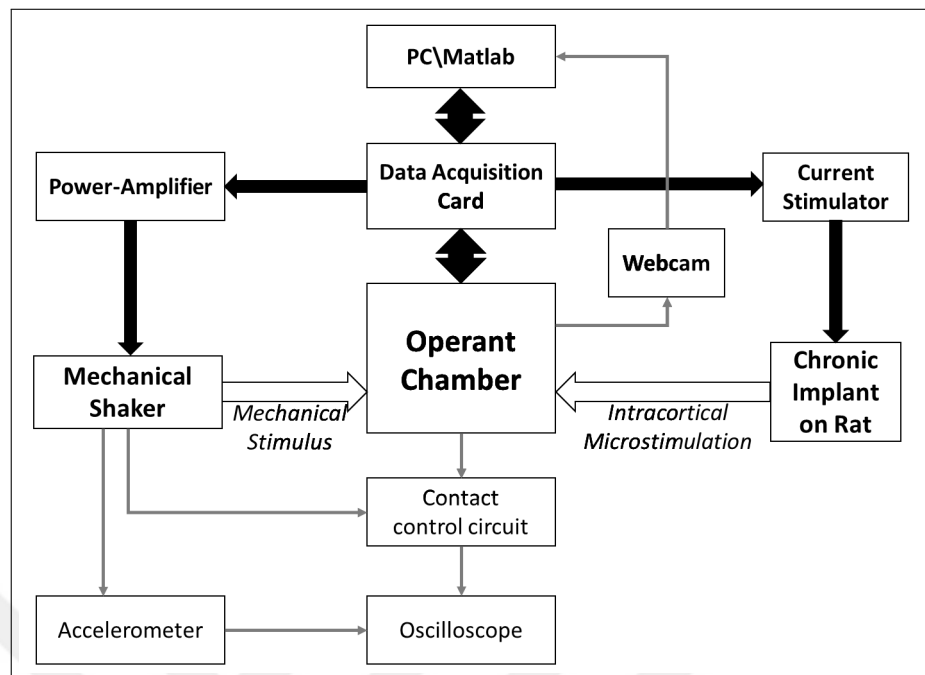 PC\Matlab
Power-Amplifier
Data Acquisition
Card
Current
Stimulator
Webcam
Operant
Chamber
Mechanical
Shaker
Mechanical
Stimulus
Intracortical
Microstimulation
Chronic
Implant
on Rat
Contact
control circuit
Accelerometer
Oscilloscope